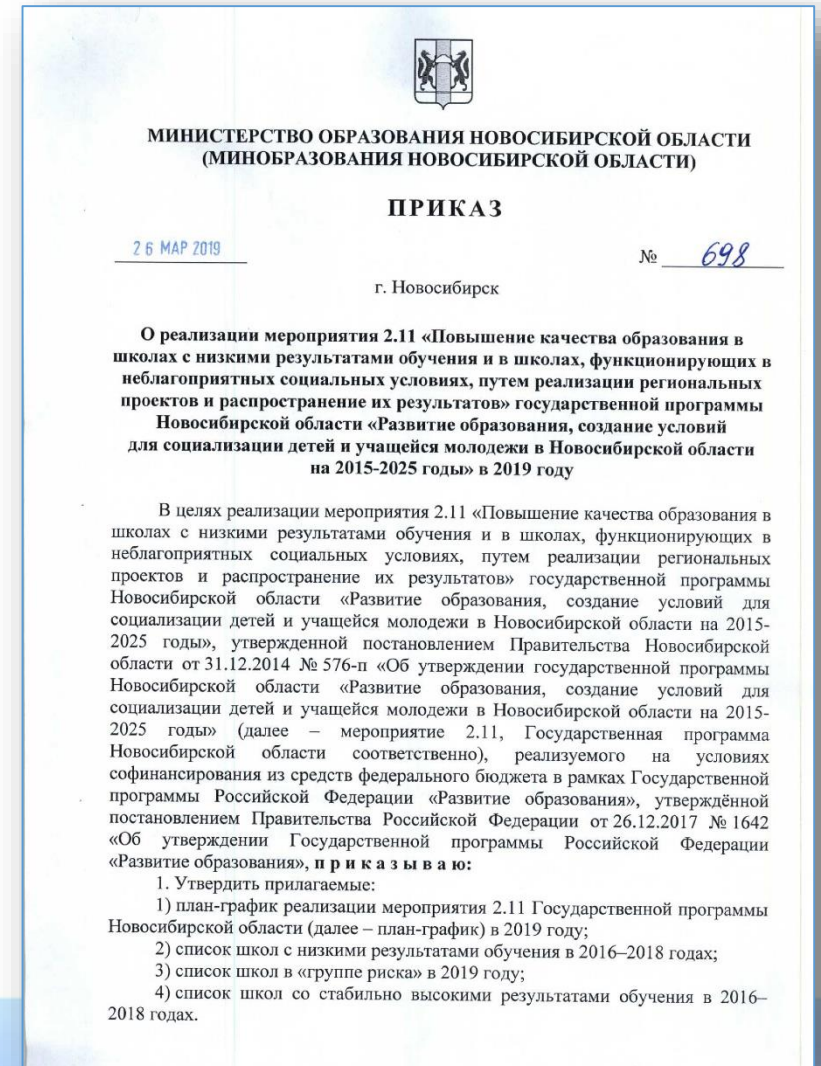 МИНИСТЕРСТВО ОБРАЗОВАНИЯ НОВОСИБИРСКОЙ ОБЛАСТИ
(МИНОБРАЗОВАНИЯ НОВОСИБИРСКОЙ ОБЛАСТИ)
ПРИКАЗ
26 МАР 2019
№ 698
г. Новосибирск
О реализации мероприятия 2.11 «Повышение качества образования в
школах с низкими результатами обучения и в школах, функционирующих в
неблагоприятных социальных условиях, путем реализации региональных
проектов и распространение их результатов» государственной программы
Новосибирской области «Развитие образования, создание условий
для социализации детей и учащейся молодежи в Новосибирской области
на 2015-2025 годы» в 2019 году
В целях реализации мероприятия 2.11 «Повышение качества образования в
школах с низкими результатами обучения и в школах, функционирующих в
неблагоприятных социальных условиях, путем реализации региональных
проектов и распространение их результатов» государственной программы
Новосибирской области «Развитие образования, создание условий для
социализации детей и учащейся молодежи в Новосибирской области на 2015-
2025 годы», утвержденной постановлением Правительства Новосибирской
области от 31.12.2014 № 576-п «Об утверждении государственной программы
Новосибирской области «Развитие образования, создание условий для
социализации детей и учащейся молодежи в Новосибирской области на 2015-
2025 годы» (далее – мероприятие 2.11, Государственная программа
Новосибирской области соответственно), реализуемого на условиях
софинансирования из средств федерального бюджета в рамках Государственной
программы Российской Федерации «Развитие образования», утверждённой
постановлением Правительства Российской Федерации от 26.12.2017 № 1642
«Об утверждении Государственной программы Российской Федерации
«Развитие образования», п р и к а з ы в а ю:
1. Утвердить прилагаемые:
1) план-график реализации мероприятия 2.11 Государственной программы
Новосибирской области (далее – план-график) в 2019 году;
2) список школ с низкими результатами обучения в 2016–2018 годах;
3) список школ в «группе риска» в 2019 году;
4) список школ со стабильно высокими результатами обучения в 2016–
2018 годах.